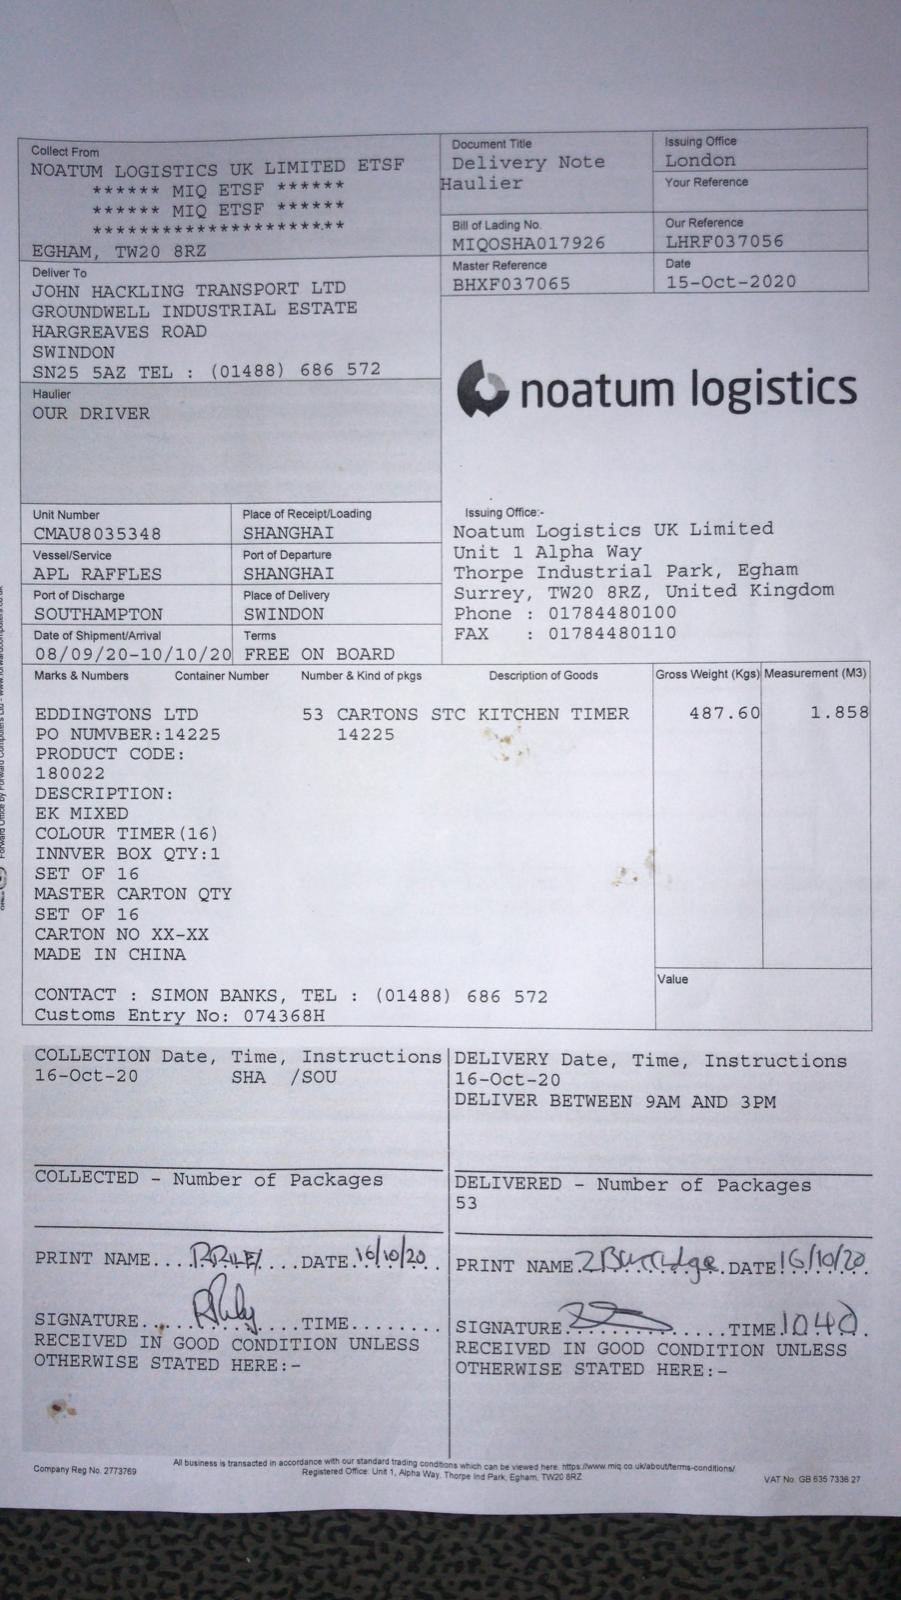 Collect From
NOATUM LOGISTICS UK LIMITED ETSF
****** MIQ ETSF ******
****** MIQ ETSF ******
**********************
EGHAM, TW20 8RZ
Document Title
Delivery Note
Haulier
Issuing Office
London
Your Reference
Bill of Lading No.
MIQOSHA017926
Our Reference
LHRF037056
Master Reference
BHXF037065
Date
15-Oct-2020
Deliver To
JOHN HACKLING TRANSPORT LTD
GROUNDWELL INDUSTRIAL ESTATE
HARGREAVES ROAD
SWINDON
SN25 5AZ TEL : (01488) 686 572
Haulier
OUR DRIVER
noatum logistics
Unit Number
CMAU8035348
Place of Receipt/Loading
SHANGHAI
Vessel/Service
APL RAFFLES
Port of Departure
SHANGHAI
Port of Discharge
SOUTHAMPTON
Place of Delivery
SWINDON
Date of Shipment/Arrival
08/09/20-10/10/20
Terms
FREE ON BOARD
Issuing Office:-
Noatum Logistics UK Limited
Unit 1 Alpha Way
Thorpe Industrial Park, Egham
Surrey, TW20 8RZ, United Kingdom
Phone : 01784480100
FAX : 01784480110
Marks & Numbers Container Number Number & Kind of pkgs Description of Goods Gross Weight (Kgs) Measurement (M3)
EDDINGTONS LTD 53 CARTONS STC KITCHEN TIMER 487.60 1.858
PO NUMVBER:14225 14225
PRODUCT CODE:
180022
DESCRIPTION:
EK MIXED
COLOUR TIMER(16)
INNVER BOX QTY:1
SET OF 16
MASTER CARTON QTY
SET OF 16
CARTON NO XX-XX
MADE IN CHINA
Value
CONTACT : SIMON BANKS, TEL : (01488) 686 572
Customs Entry No: 074368H
COLLECTION Date, Time, Instructions
16-Oct-20 SHA /SOU
DELIVERY Date, Time, Instructions
16-Oct-20
DELIVER BETWEEN 9AM AND 3PM
COLLECTED - Number of Packages
DELIVERED - Number of Packages
53
PRINT NAME....R.RILEY....DATE.16/10/20..
SIGNATURE....................TIME........
RECEIVED IN GOOD CONDITION UNLESS
OTHERWISE STATED HERE:-
PRINT NAME.Z Burridge.DATE.16/10/20.
SIGNATURE....................TIME.1040.
RECEIVED IN GOOD CONDITION UNLESS
OTHERWISE STATED HERE:-
Company Reg No. 2773769
All business is transacted in accordance with our standard trading conditions which can be viewed here: https://www.miq.co.uk/about/terms-conditions/
Registered Office: Unit 1, Alpha Way, Thorpe Ind Park, Egham, TW20 8RZ
VAT No. GB 635 7336 27
Forward Office by Forward Computers Ltd - www.forwardcomputers.co.uk